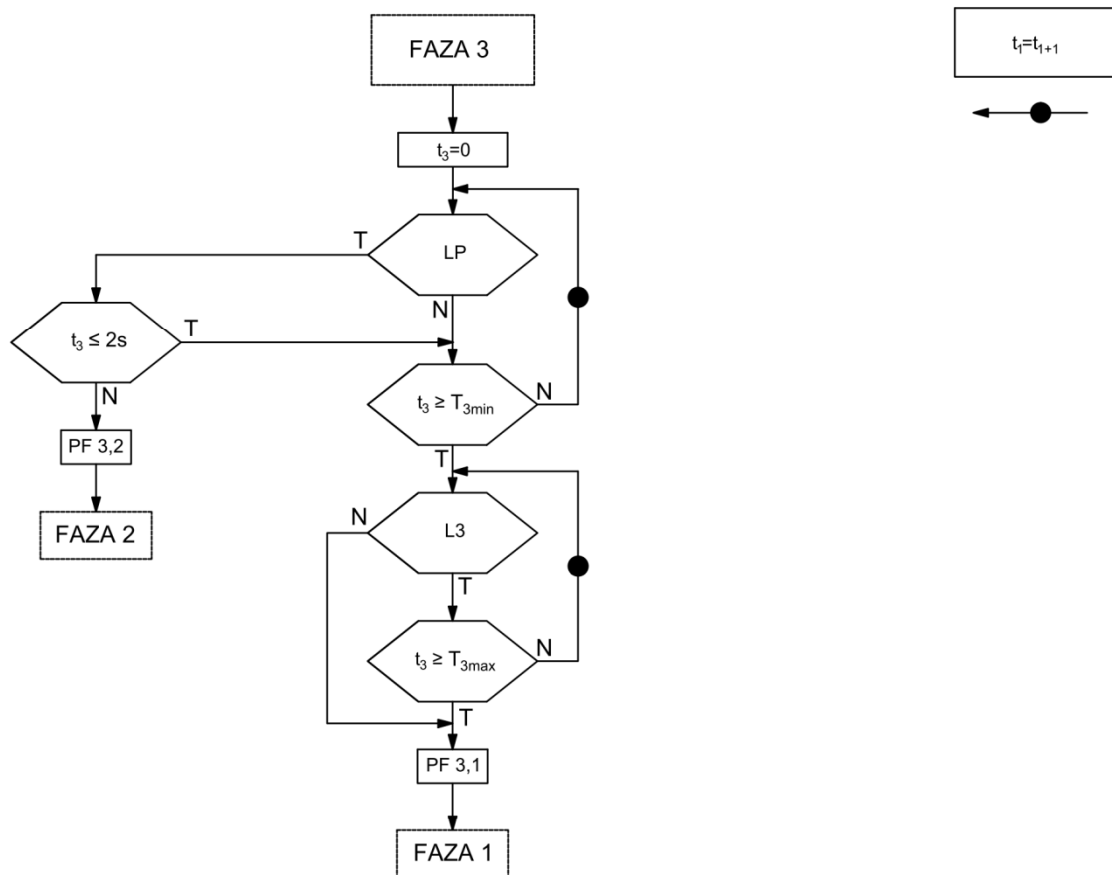 FAZA 3
t₁=t₁₊₁
t₃=0
LP
T
N
t₃ ≤ 2s
T
N
t₃ ≥ T₃ₘᵢₙ
N
T
PF 3,2
FAZA 2
L3
N
T
t₃ ≥ T₃ₘₐₓ
N
T
PF 3,1
FAZA 1